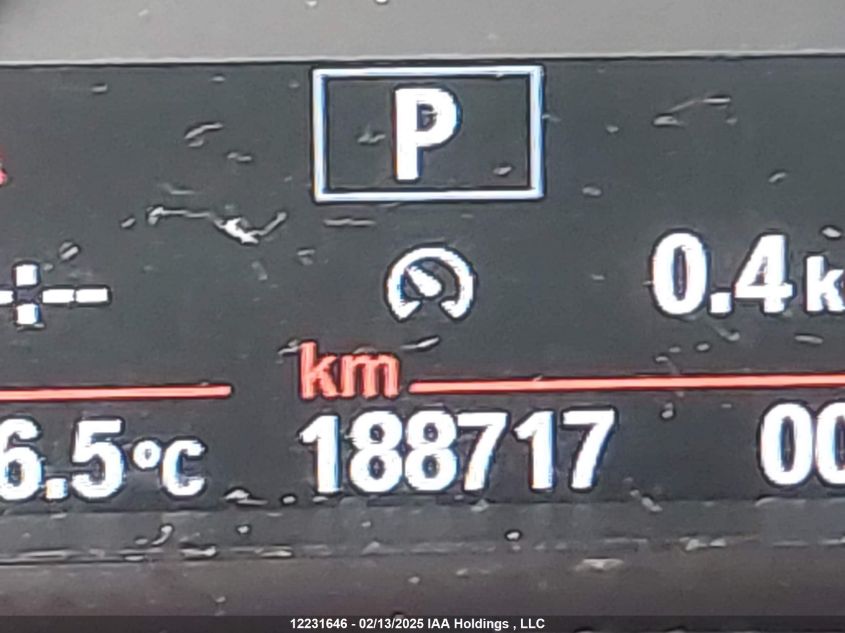 P
0.4 k
km
6.5 °C 188717 00
12231646 - 02/13/2025 IAA Holdings , LLC